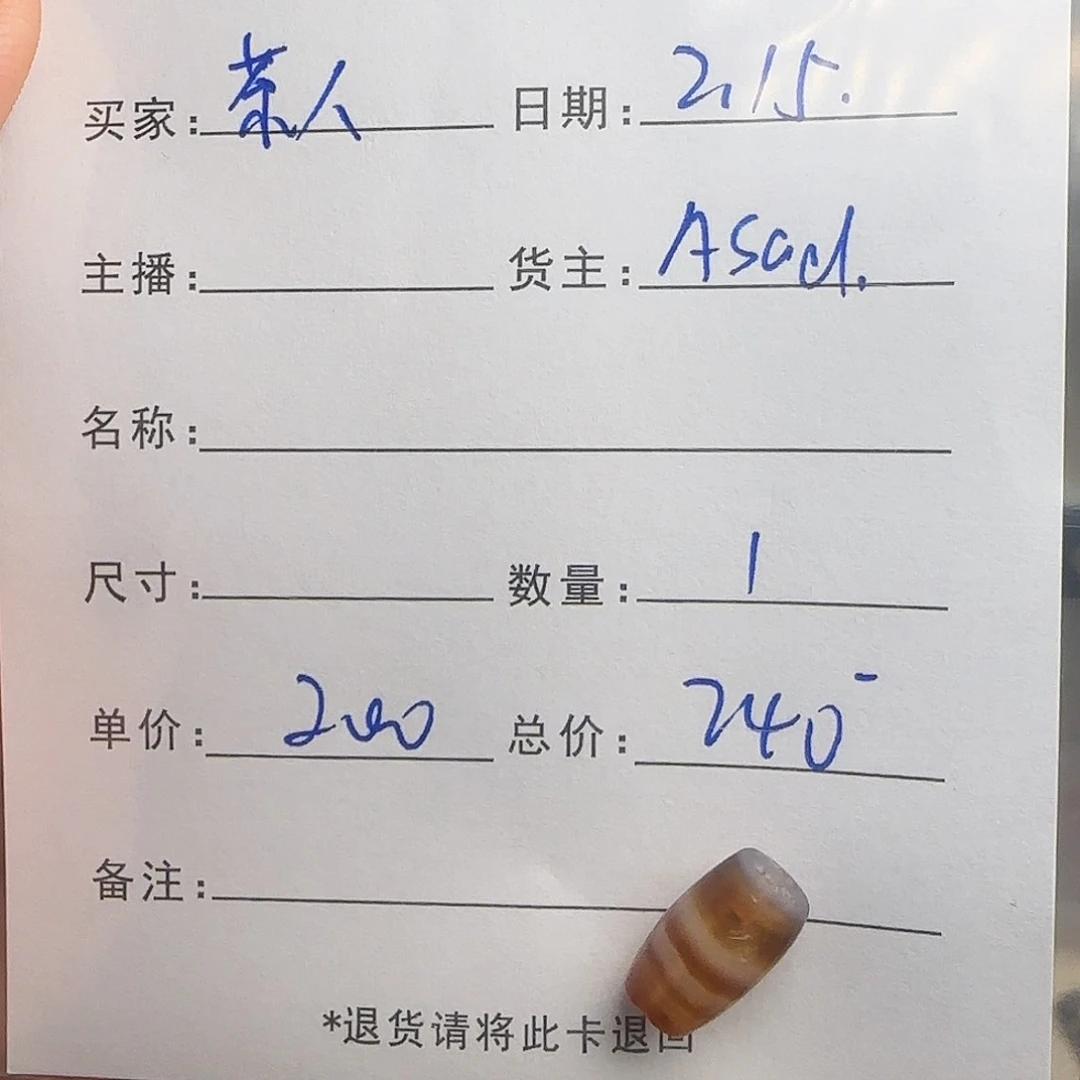 买家：茶人 日期：2.15.
主播： 货主：Asad.
名称：
尺寸： 数量：1
单价：200 总价：240-
备注：
*退货请将此卡退回